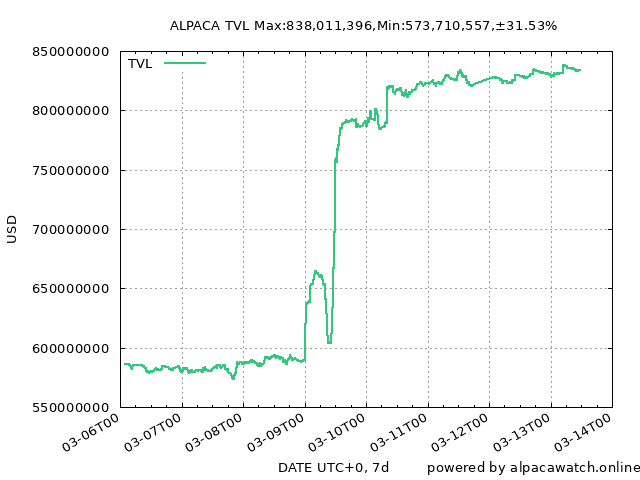 ALPACA TVL Max:838,011,396,Min:573,710,557,±31.53%
TVL
850000000
800000000
750000000
700000000
650000000
600000000
550000000
USD
03-06T00
03-07T00
03-08T00
03-09T00
03-10T00
03-11T00
03-12T00
03-13T00
03-14T00
DATE UTC+0, 7d
powered by alpacawatch.online